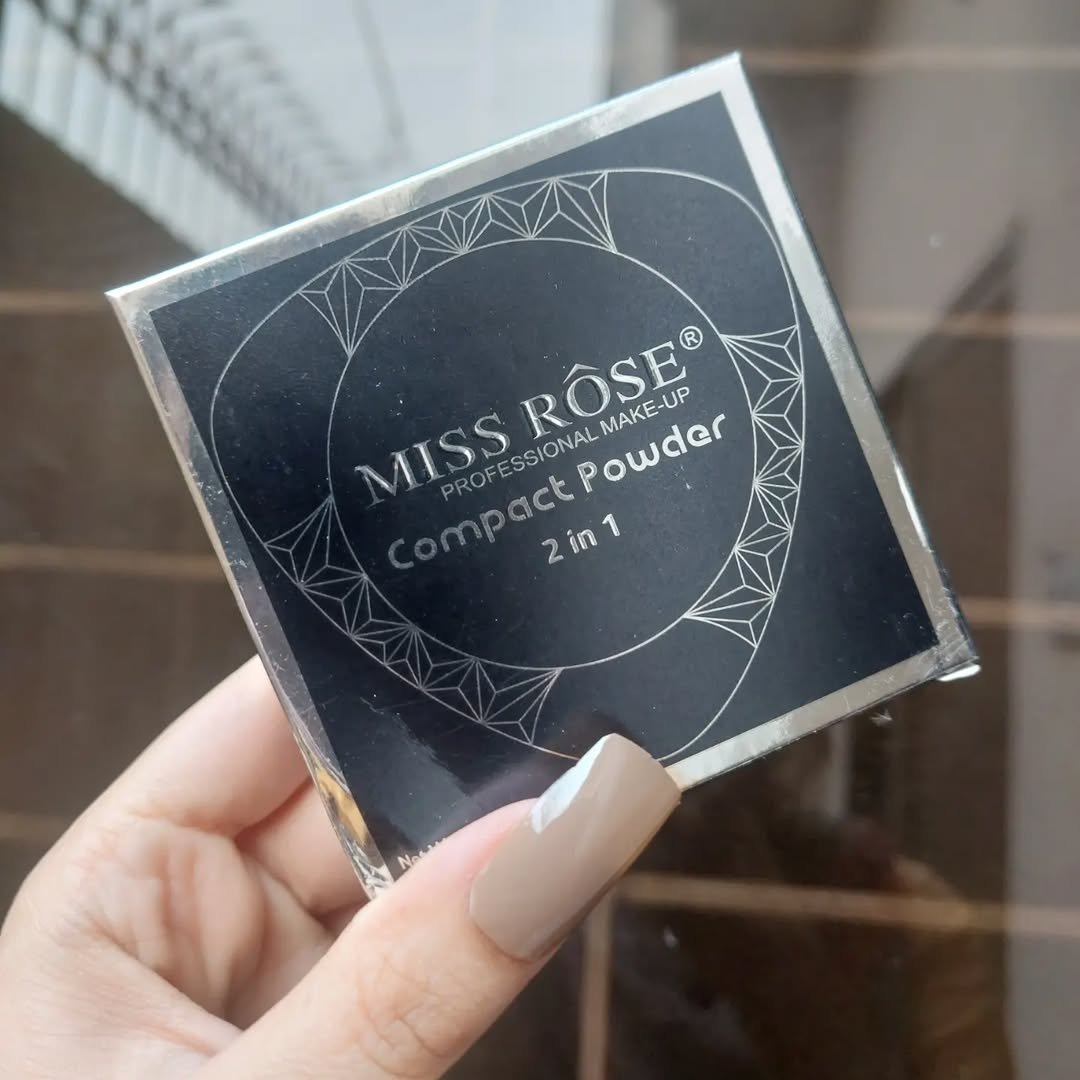 MISS RÔSE®
PROFESSIONAL MAKE-UP
Compact Powder
2 in 1